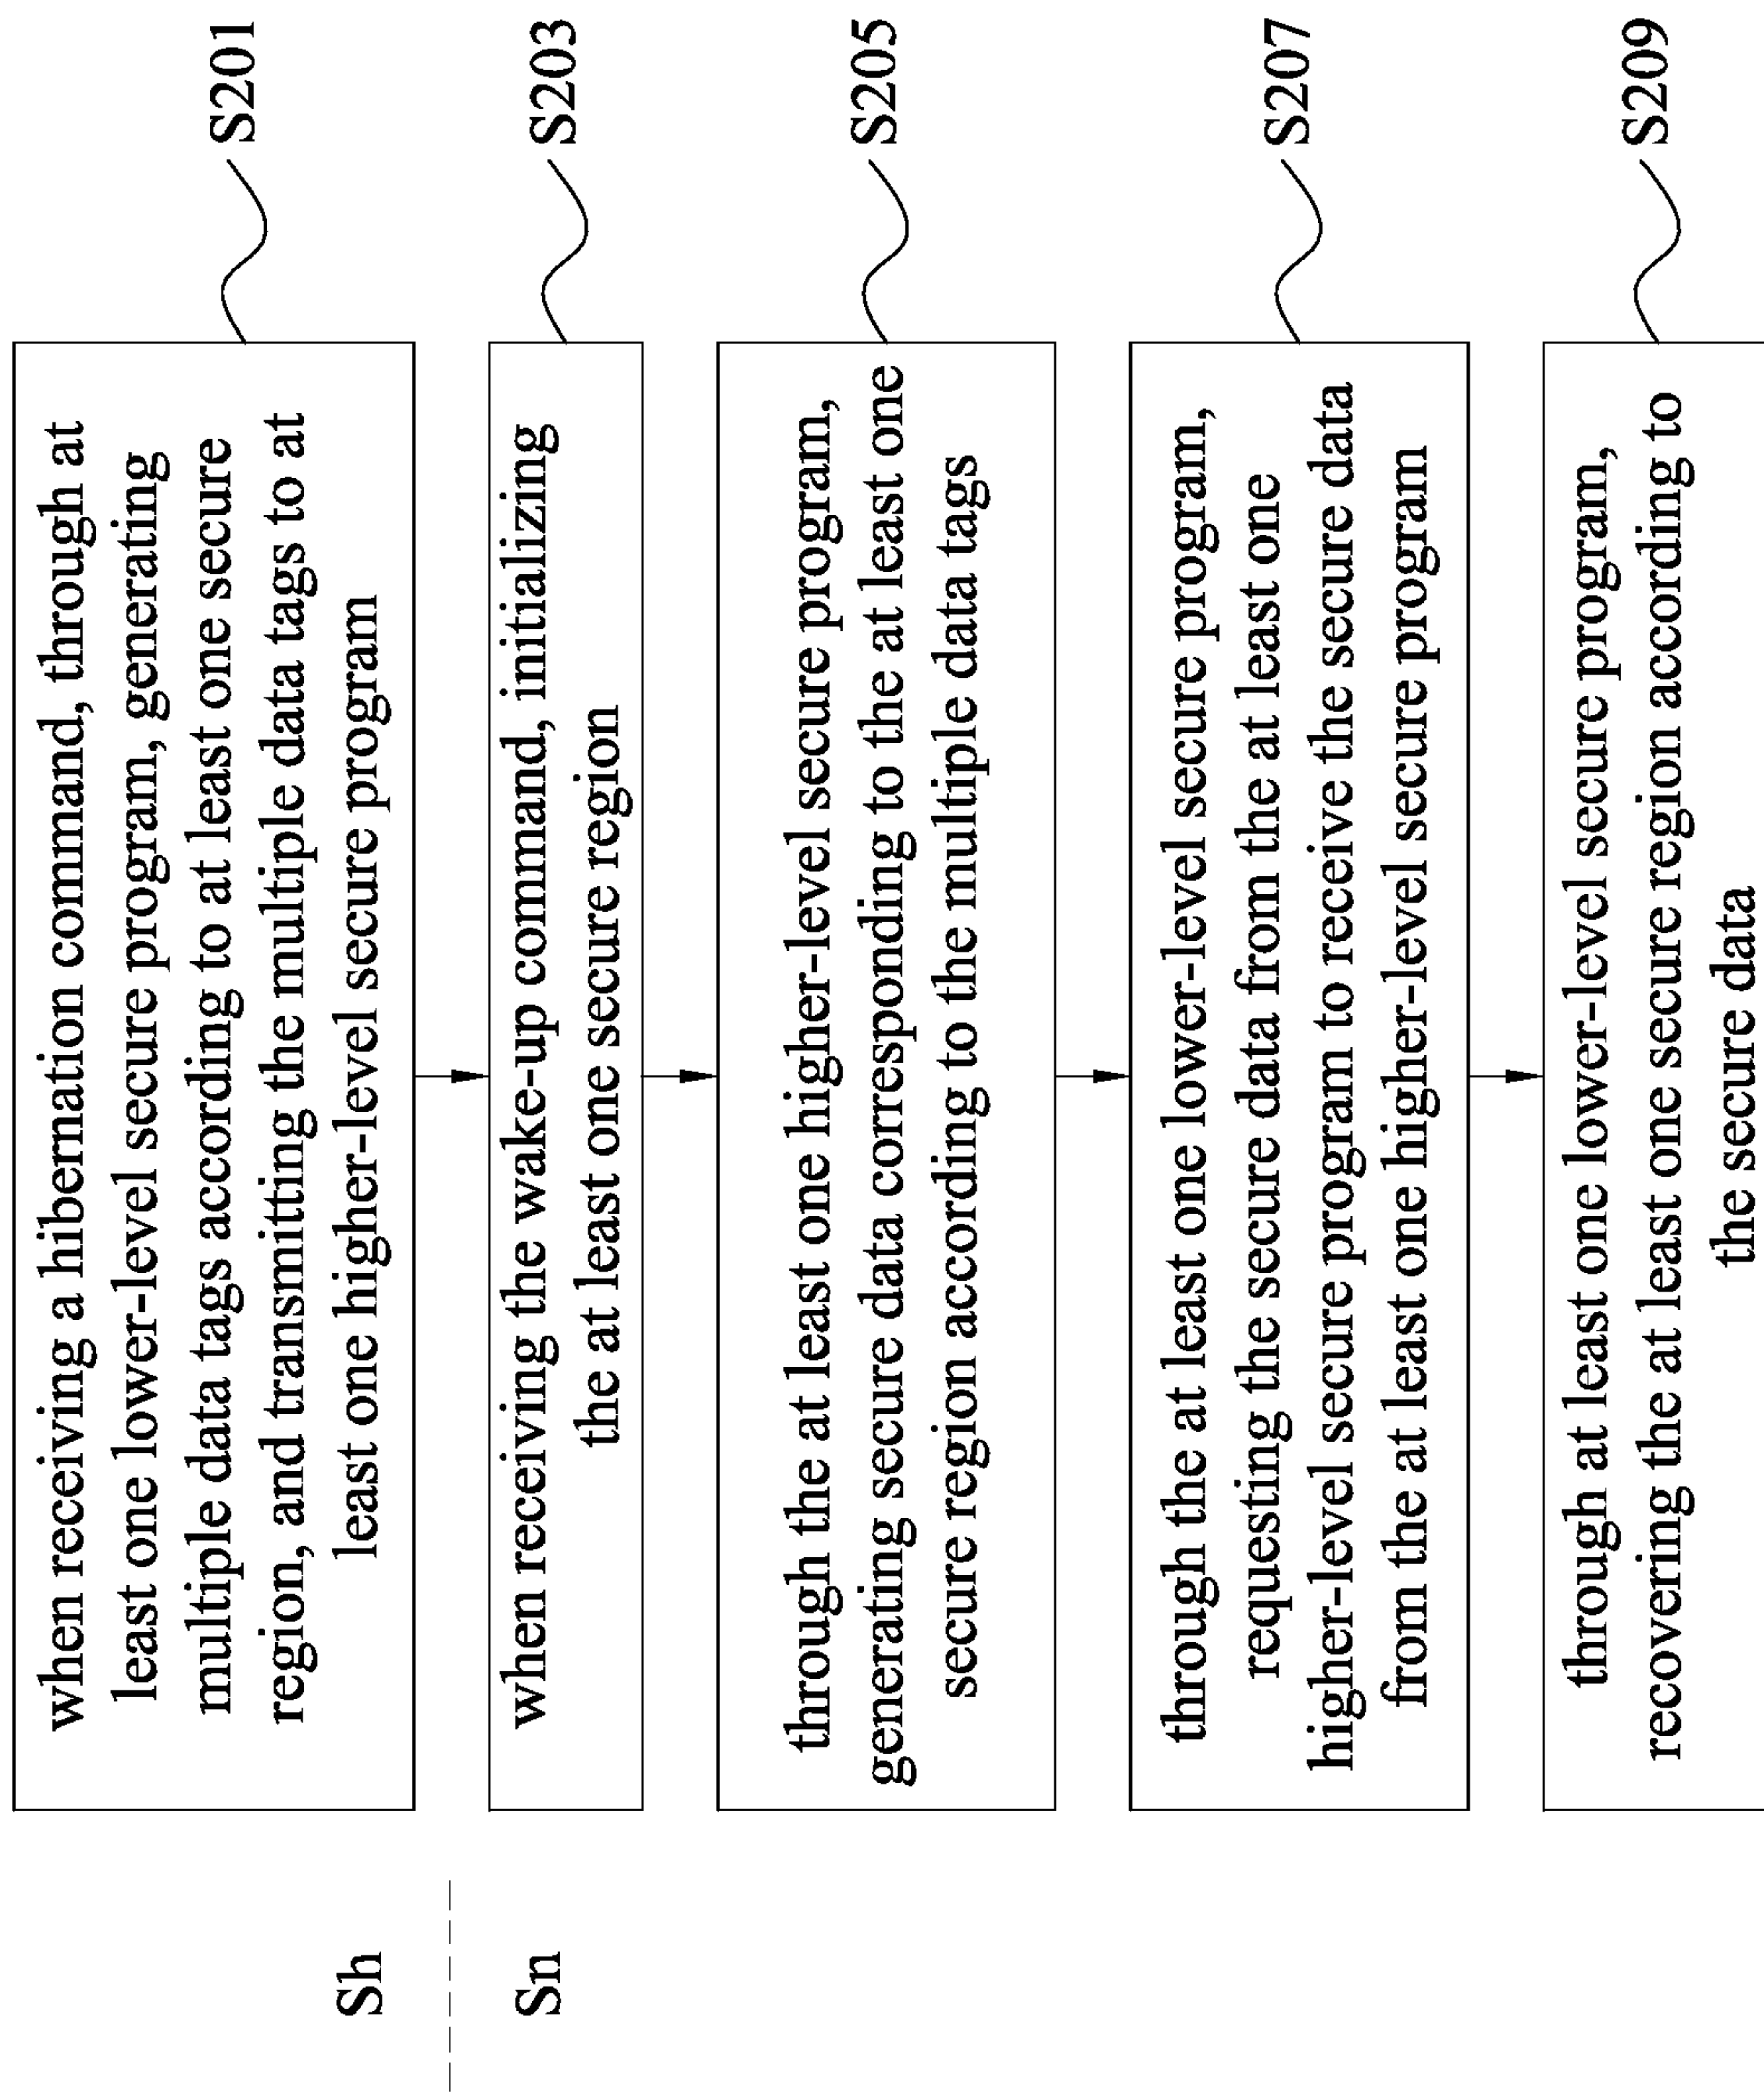 when receiving a hibernation command, through at
least one lower-level secure program, generating
multiple data tags according to at least one secure
region, and transmitting the multiple data tags to at
least one higher-level secure program
S201
Sh
Sn
when receiving the wake-up command, initializing
the at least one secure region
S203
through the at least one higher-level secure program,
generating secure data corresponding to the at least one
secure region according to the multiple data tags
S205
through the at least one lower-level secure program,
requesting the secure data from the at least one
higher-level secure program to receive the secure data
from the at least one higher-level secure program
S207
through at least one lower-level secure program,
recovering the at least one secure region according to
the secure data
S209